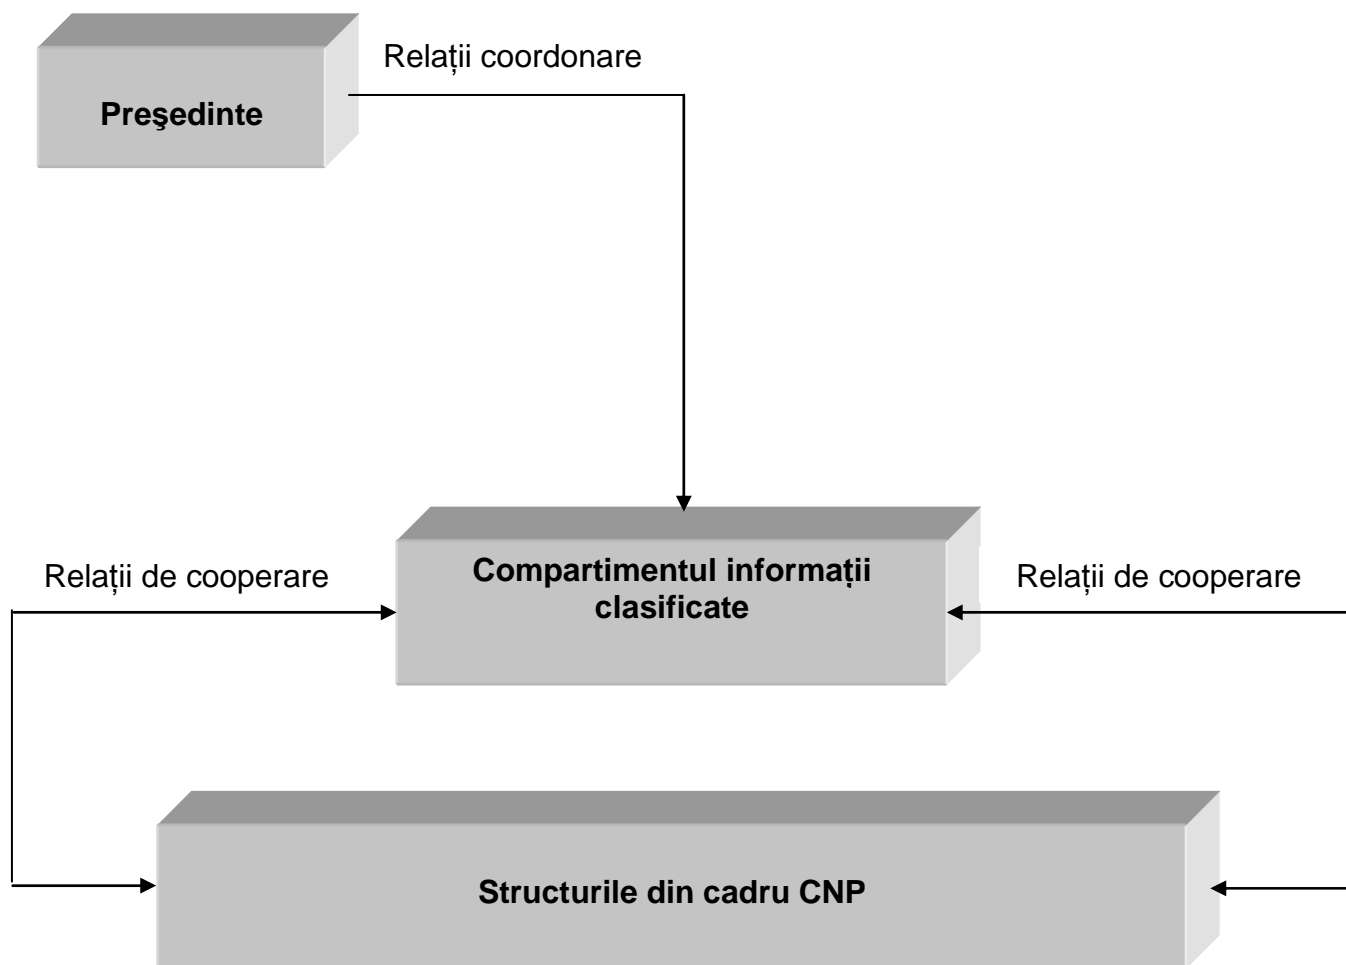 Relații coordonare
Preşedinte
Compartimentul informații
clasificate
Relații de cooperare
Relații de cooperare
Structurile din cadru CNP